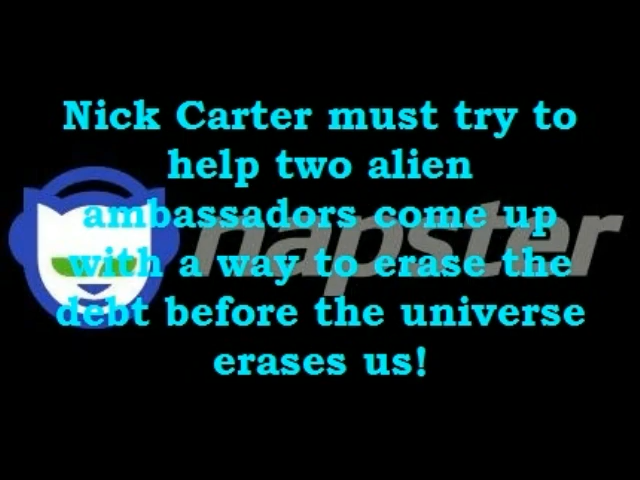 Nick Carter must try to
help two alien
ambassadors come up
napster
with a way to erase the
debt before the universe
erases us!